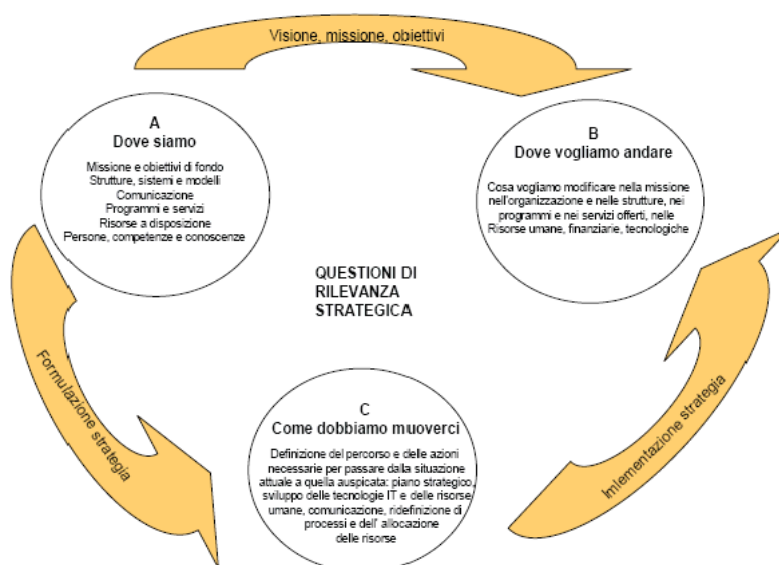 Visione, missione, obiettivi
A
Dove siamo
Missione e obiettivi di fondo
Strutture, sistemi e modelli
Comunicazione
Programmi e servizi
Risorse a disposizione
Persone, competenze e conoscenze
B
Dove vogliamo andare
Cosa vogliamo modificare nella missione
nell'organizzazione e nelle strutture, nei
programmi e nei servizi offerti, nelle
Risorse umane, finanziarie, tecnologiche
QUESTIONI DI
RILEVANZA
STRATEGICA
Formulazione strategia
C
Come dobbiamo muoverci
Definizione del percorso e delle azioni
necessarie per passare dalla situazione
attuale a quella auspicata: piano strategico,
sviluppo delle tecnologie IT e delle risorse
umane, comunicazione, ridefinizione di
processi e dell' allocazione
delle risorse
Imlementazione strategia